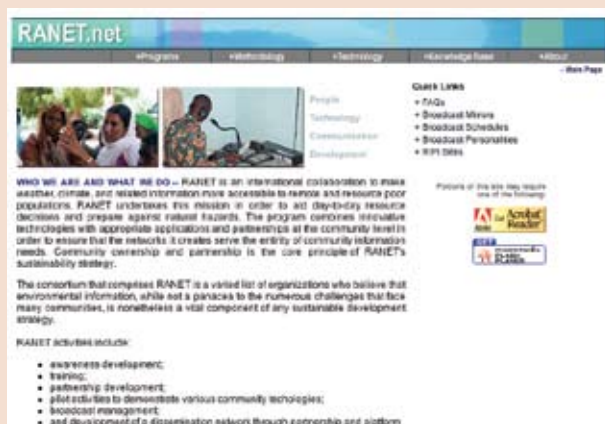 RANET.net
+Programs +Methodology +Technology +Knowledge Base +About
- Main Page
People
Technology
Communication
Development
Quick Links
+ FAQs
+ Broadcast Mirrors
+ Broadcast Schedules
+ Broadcast Personalities
+ WMO Sites
Portions of this site may require
one of the following:
Get Acrobat
Reader
Adobe
GET
macromedia
FLASH
PLAYER
WHO WE ARE AND WHAT WE DO -- RANET is an international collaboration to make
weather, climate, and related information more accessible to remote and resource poor
populations. RANET undertakes this mission in order to aid day-to-day resource
decisions and prepare against natural hazards. The program combines innovative
technologies with appropriate applications and partnerships at the community level in
order to ensure that the networks it creates serve the entirity of community information
needs. Community ownership and partnership is the core principle of RANET's
sustainability strategy.
The consortium that comprises RANET is a varied list of organizations who believe that
environmental information, while not a panacea to the numerous challenges that face
many communities, is nonetheless a vital component of any sustainable development
strategy.
RANET activities include:
• awareness development;
• training;
• partnership development;
• pilot activities to demonstrate various community techologies;
• broadcast management;
• and development of a dissemination network through partnership and platform